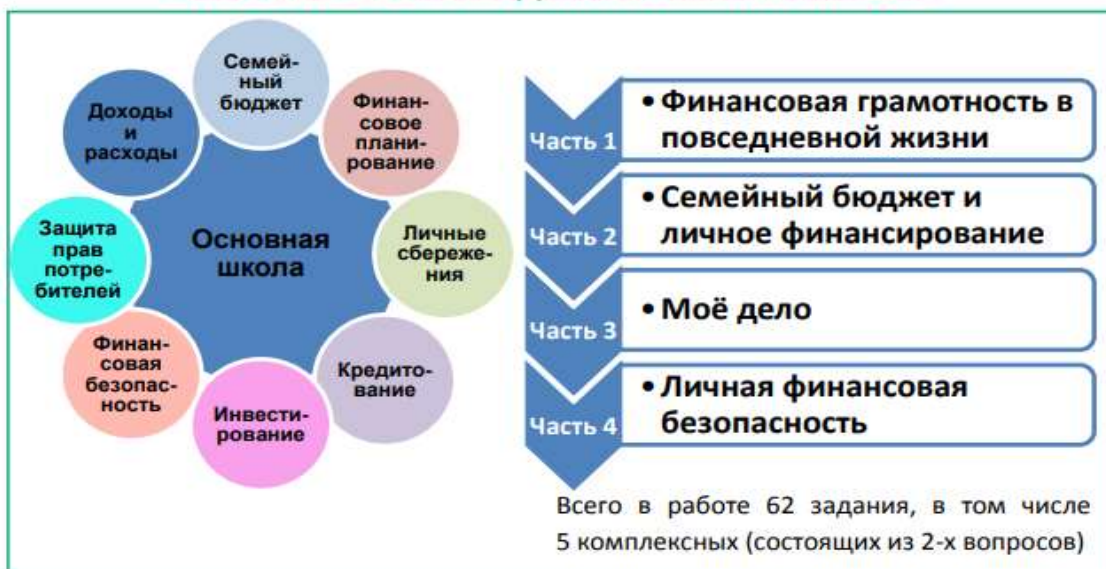 Семей-
ный
бюджет
Доходы
и
расходы
Финан-
совое
плани-
рование
Защита
прав
потре-
бителей
Основная
школа
Личные
сбереже-
ния
Финан-
совая
безопас-
ность
Инвести-
рование
Кредито-
вание
Часть 1
• Финансовая грамотность в
повседневной жизни
Часть 2
• Семейный бюджет и
личное финансирование
Часть 3
• Моё дело
Часть 4
• Личная финансовая
безопасность
Всего в работе 62 задания, в том числе
5 комплексных (состоящих из 2-х вопросов)